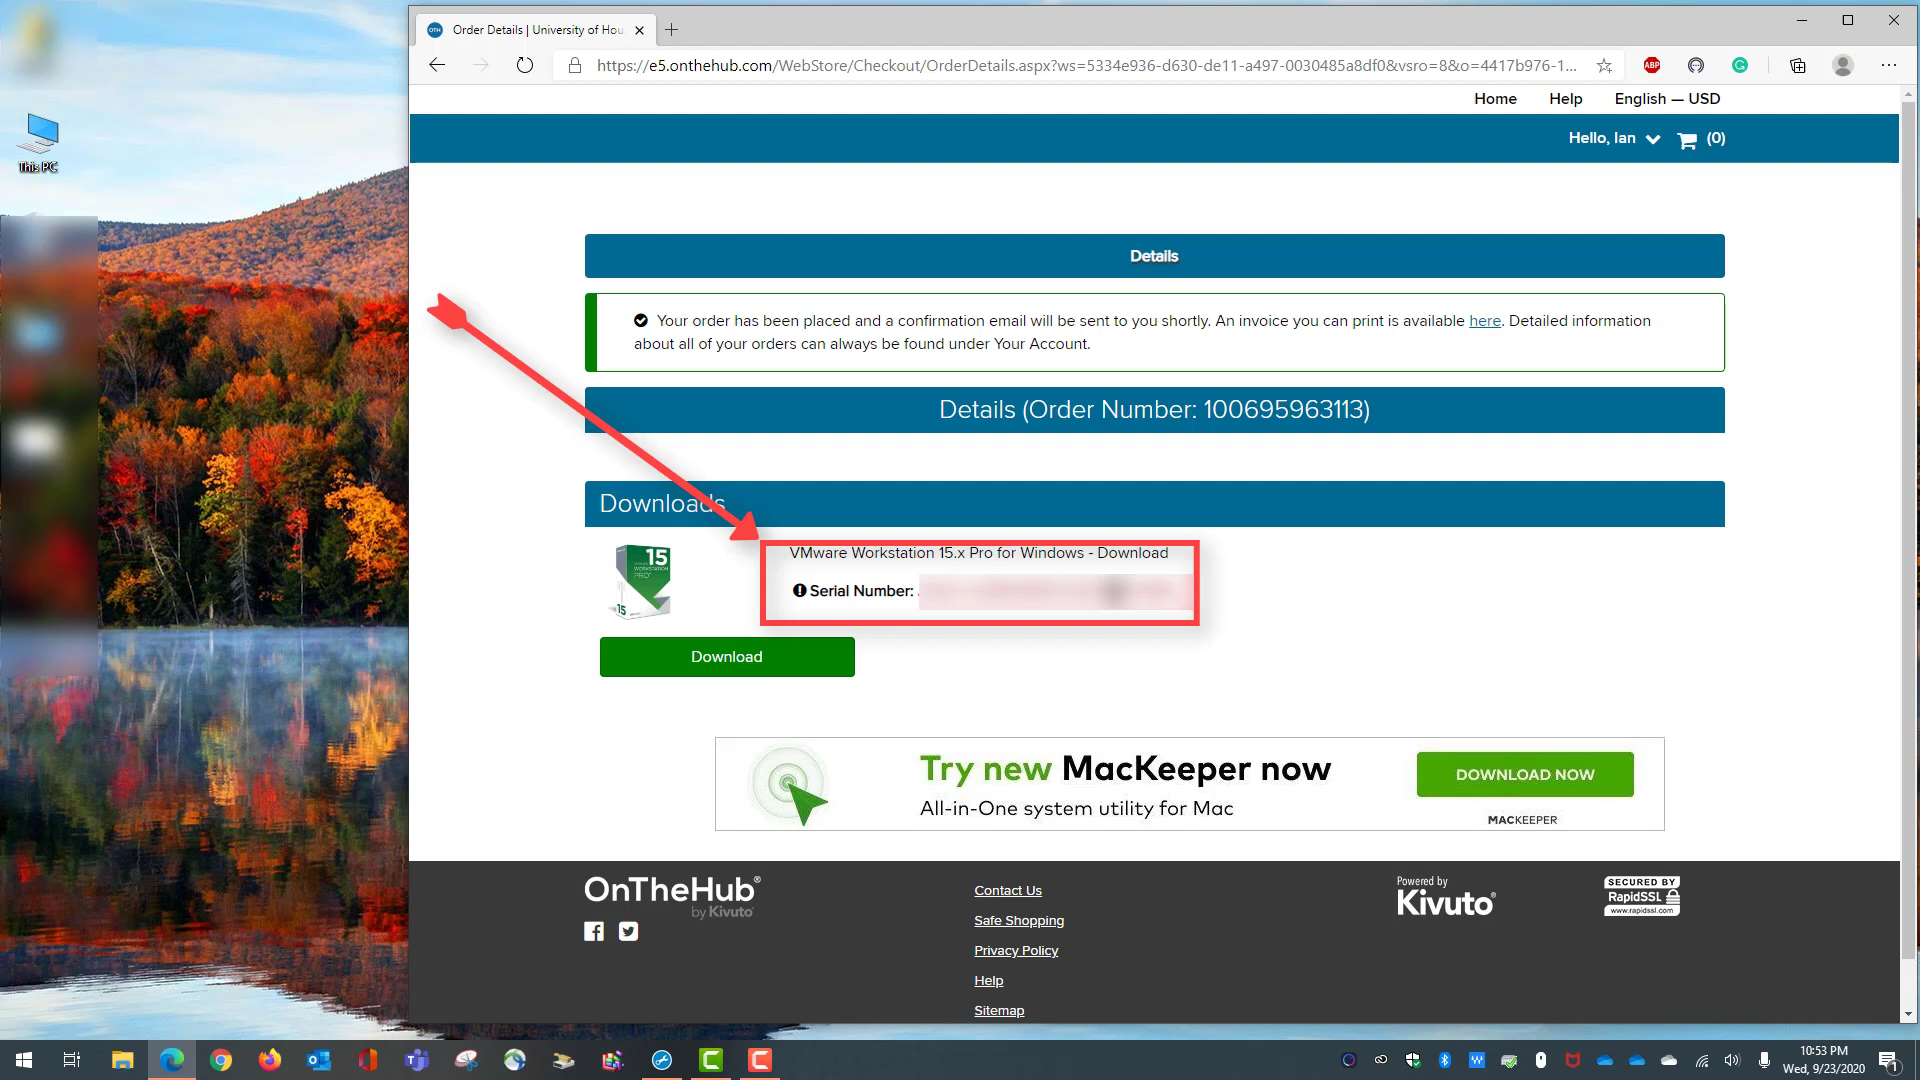 Order Details | University of Hou
https://e5.onthehub.com/WebStore/Checkout/OrderDetails.aspx?ws=5334e936-d630-de11-a497-0030485a8df0&vsro=8&o=4417b976-1...
ABP
Home Help English — USD
Hello, Ian (0)
This PC
Details
Your order has been placed and a confirmation email will be sent to you shortly. An invoice you can print is available here. Detailed information
about all of your orders can always be found under Your Account.
Details (Order Number: 100695963113)
Downloads
15
WORKSTATION
PRO
15
VMware Workstation 15.x Pro for Windows - Download
Serial Number:
Download
Try new MacKeeper now
All-in-One system utility for Mac
DOWNLOAD NOW
MACKEEPER
OnTheHub®
by Kivuto
Contact Us
Safe Shopping
Privacy Policy
Help
Sitemap
Powered by
Kivuto®
SECURED BY
RapidSSL
www.rapidssl.com
10:53 PM
Wed, 9/23/2020
1